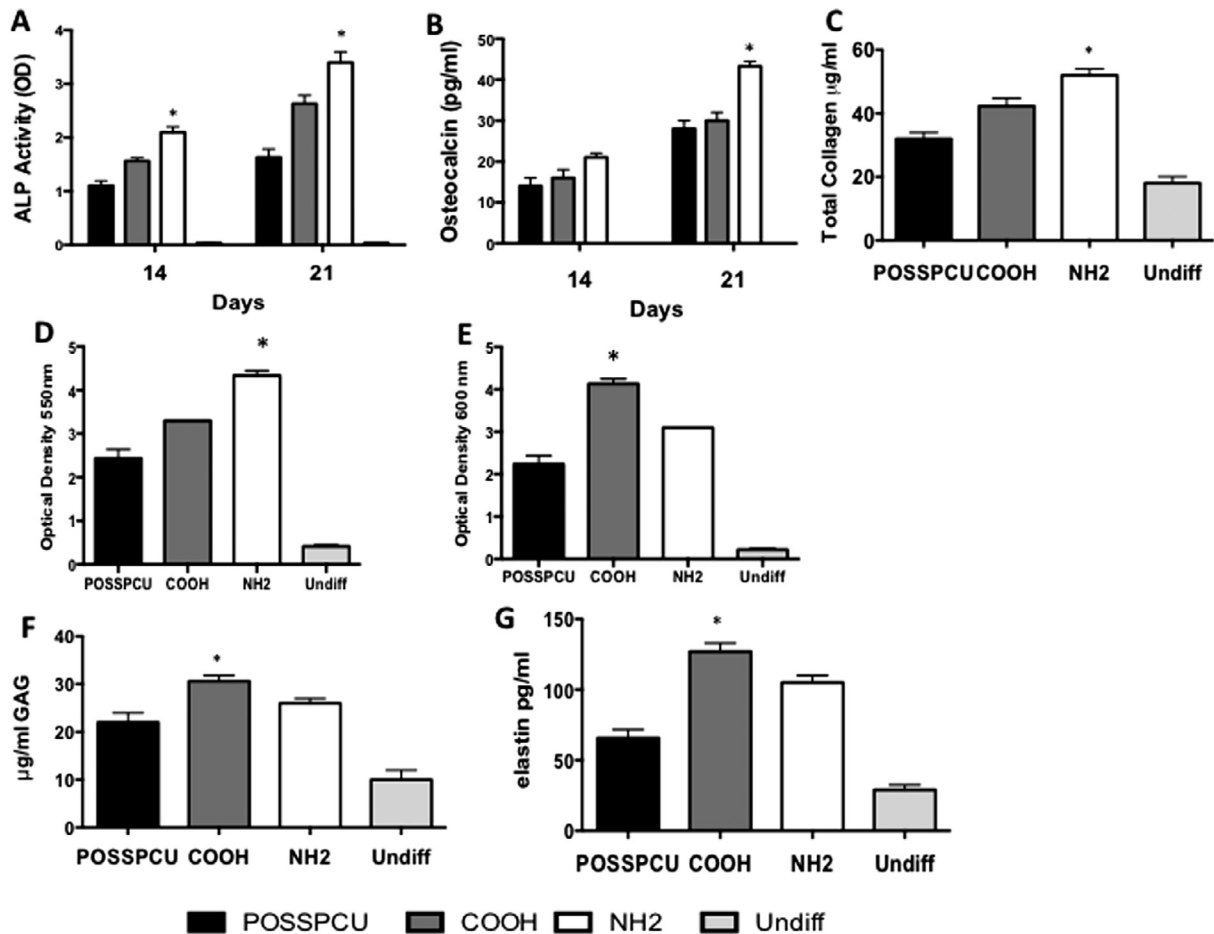 A
ALP Activity (OD)
4
3
2
1
0
*
*
14
21
Days
B
Osteocalcin (pg/ml)
50
40
30
20
10
0
*
14
21
Days
C
Total Collagen µg/ml
60
40
20
0
*
POSSPCU COOH NH2 Undiff
D
Optical Density 550nm
5
4
3
2
1
0
*
POSSPCU COOH NH2 Undiff
E
Optical Density 600 nm
5
4
3
2
1
0
*
POSSPCU COOH NH2 Undiff
F
µg/ml GAG
40
30
20
10
0
*
POSSPCU COOH NH2 Undiff
G
elastin pg/ml
150
100
50
0
*
POSSPCU COOH NH2 Undiff
POSSPCU COOH NH2 Undiff